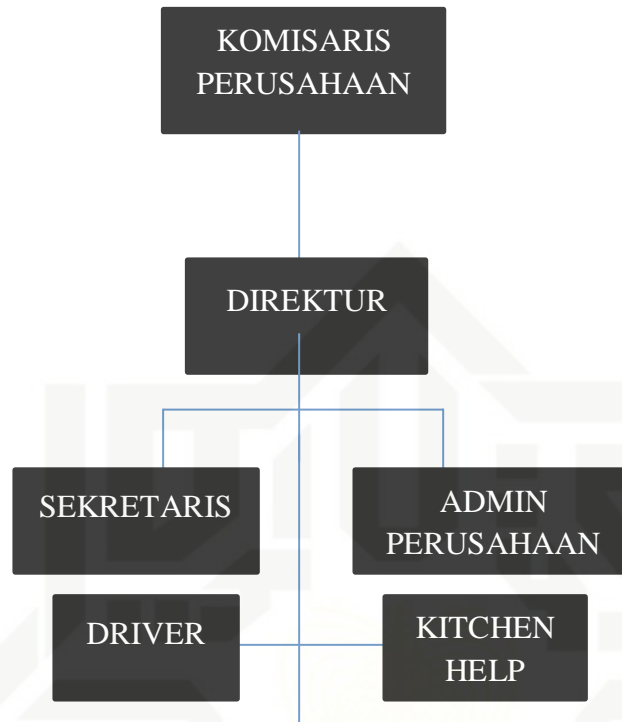 KOMISARIS
PERUSAHAAN
DIREKTUR
SEKRETARIS
ADMIN
PERUSAHAAN
DRIVER
KITCHEN
HELP